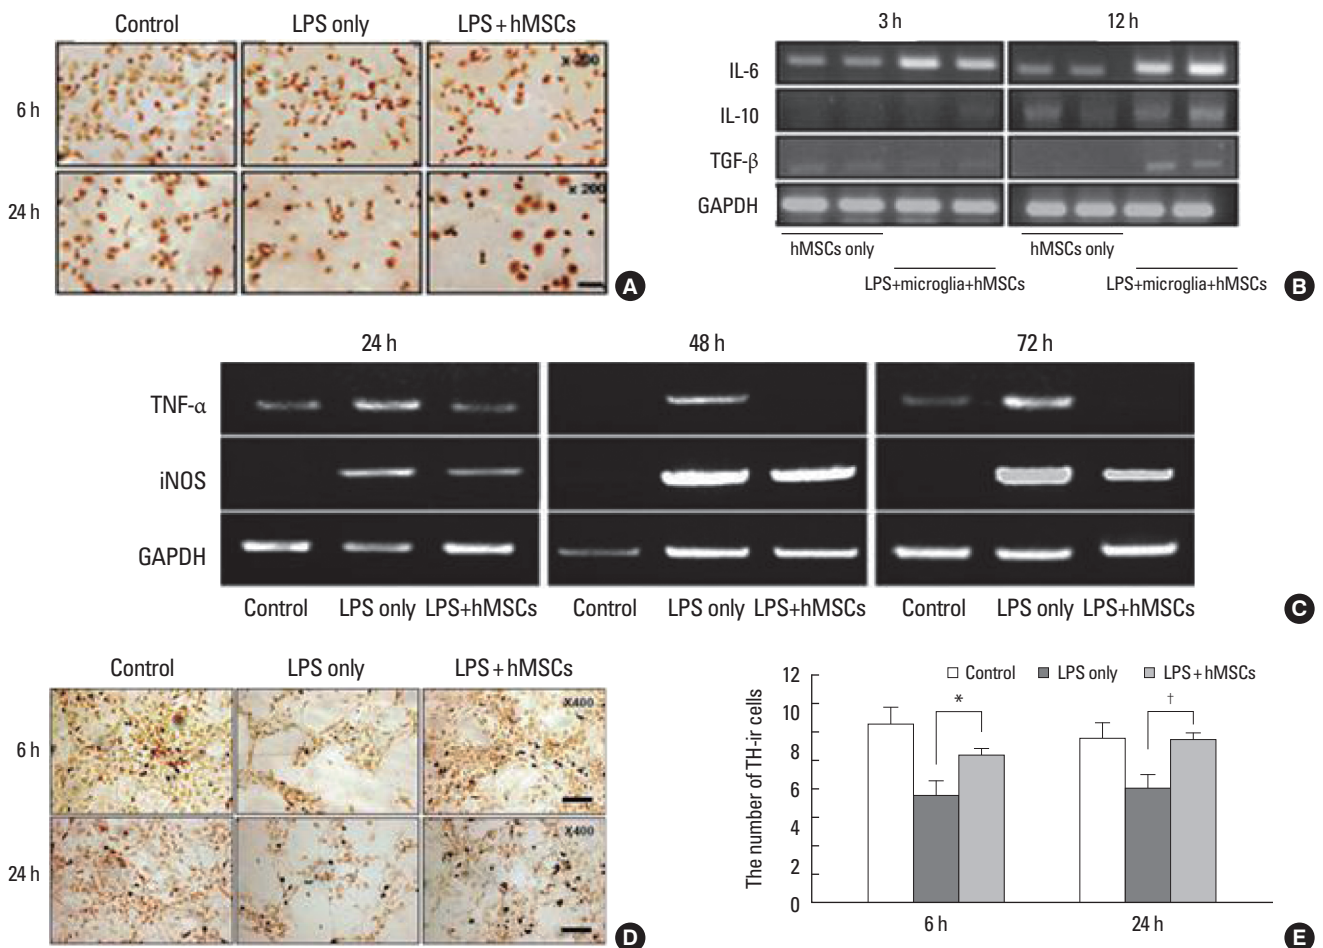 Control LPS only LPS + hMSCs
6 h
x 200
24 h
x 200
A
3 h 12 h
IL-6
IL-10
TGF-β
GAPDH
hMSCs only hMSCs only
LPS+microglia+hMSCs LPS+microglia+hMSCs
B
24 h 48 h 72 h
TNF-α
iNOS
GAPDH
Control LPS only LPS+hMSCs Control LPS only LPS+hMSCs Control LPS only LPS+hMSCs
C
Control LPS only LPS + hMSCs
6 h
X400
24 h
X400
D
The number of TH-ir cells
12
10
8
6
4
2
0
Control LPS only LPS + hMSCs
* †
6 h 24 h
E